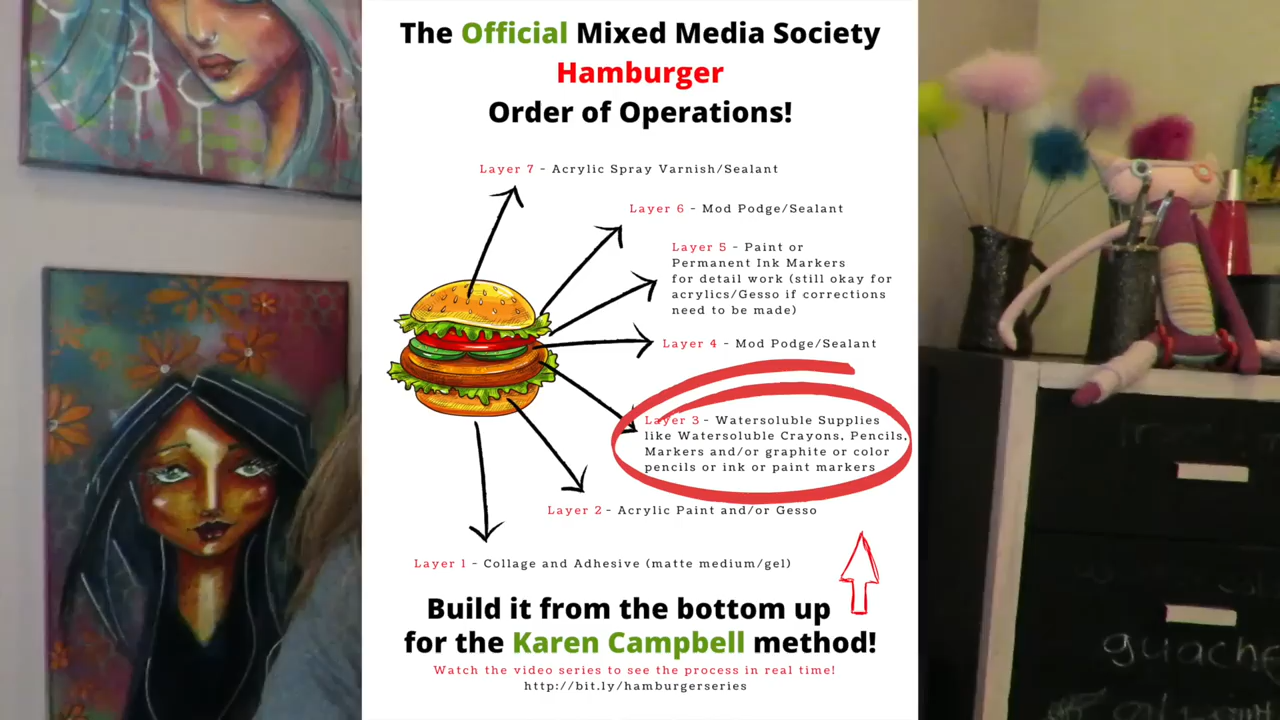 The Official Mixed Media Society
Hamburger
Order of Operations!
Layer 7 - Acrylic Spray Varnish/Sealant
Layer 6 - Mod Podge/Sealant
Layer 5 - Paint or
Permanent Ink Markers
for detail work (still okay for
acrylics/Gesso if corrections
need to be made)
Layer 4 - Mod Podge/Sealant
Layer 3 - Watersoluble Supplies
like Watersoluble Crayons, Pencils,
Markers and/or graphite or color
pencils or ink or paint markers
Layer 2 - Acrylic Paint and/or Gesso
Layer 1 - Collage and Adhesive (matte medium/gel)
Build it from the bottom up
for the Karen Campbell method!
Watch the video series to see the process in real time!
http://bit.ly/hamburgerseries
guache